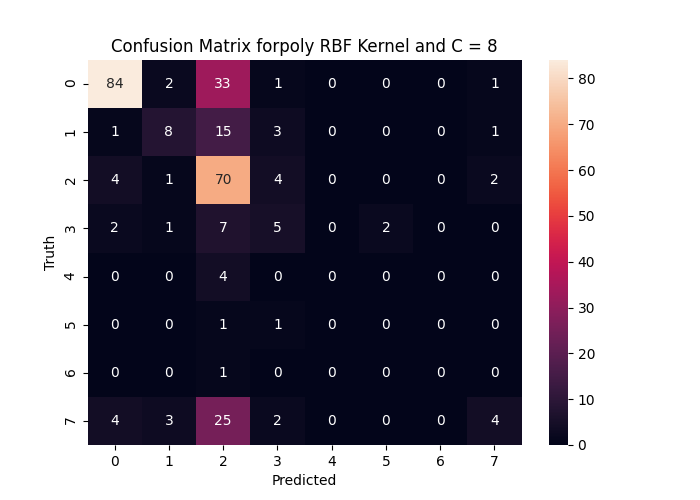 Confusion Matrix forpoly RBF Kernel and C = 8
Truth
0 84 2 33 1 0 0 0 1
1 1 8 15 3 0 0 0 1
2 4 1 70 4 0 0 0 2
3 2 1 7 5 0 2 0 0
4 0 0 4 0 0 0 0 0
5 0 0 1 1 0 0 0 0
6 0 0 1 0 0 0 0 0
7 4 3 25 2 0 0 0 4
0 1 2 3 4 5 6 7
Predicted
80
70
60
50
40
30
20
10
0